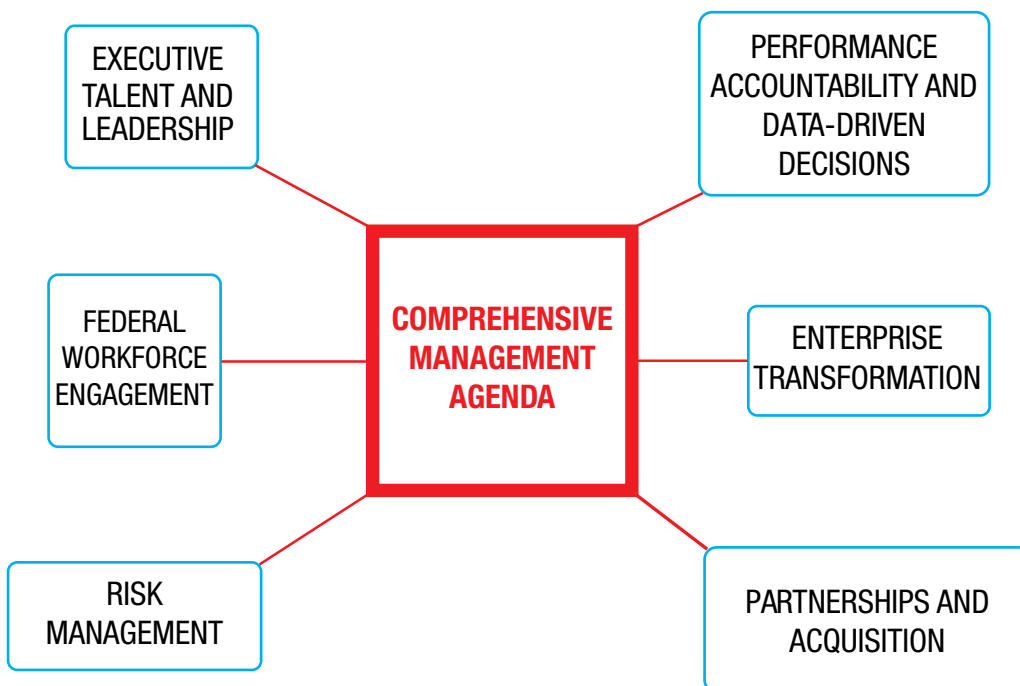 EXECUTIVE
TALENT AND
LEADERSHIP
PERFORMANCE
ACCOUNTABILITY AND
DATA-DRIVEN
DECISIONS
FEDERAL
WORKFORCE
ENGAGEMENT
COMPREHENSIVE
MANAGEMENT
AGENDA
ENTERPRISE
TRANSFORMATION
RISK
MANAGEMENT
PARTNERSHIPS AND
ACQUISITION